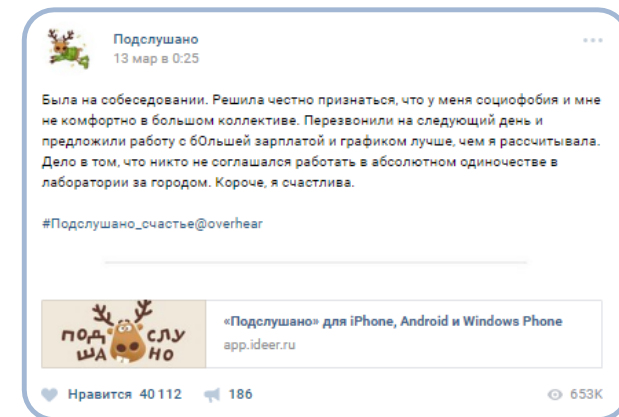 Подслушано
13 мар в 0:25
Была на собеседовании. Решила честно признаться, что у меня социофобия и мне
не комфортно в большом коллективе. Перезвонили на следующий день и
предложили работу с бОльшей зарплатой и графиком лучше, чем я рассчитывала.
Дело в том, что никто не соглашался работать в абсолютном одиночестве в
лаборатории за городом. Короче, я счастлива.
#Подслушано_счастье@overhear
ПОД СЛУ
ША НО
«Подслушано» для iPhone, Android и Windows Phone
app.ideer.ru
Нравится 40 112 186 653K